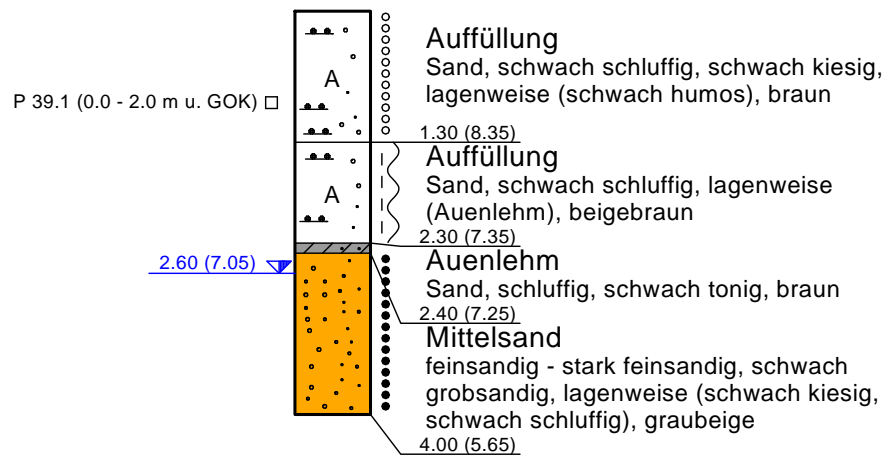 Auffüllung
Sand, schwach schluffig, schwach kiesig,
lagenweise (schwach humos), braun
A
P 39.1 (0.0 - 2.0 m u. GOK)
1.30 (8.35)
Auffüllung
Sand, schwach schluffig, lagenweise
(Auenlehm), beigebraun
A
2.30 (7.35)
2.60 (7.05)
Auenlehm
Sand, schluffig, schwach tonig, braun
2.40 (7.25)
Mittelsand
feinsandig - stark feinsandig, schwach
grobsandig, lagenweise (schwach kiesig,
schwach schluffig), graubeige
4.00 (5.65)